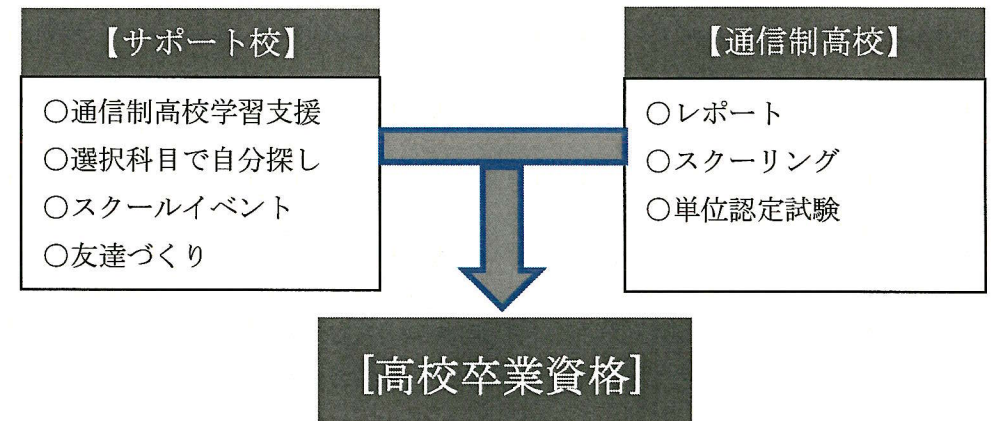 【サポート校】
○通信制高校学習支援
○選択科目で自分探し
○スクールイベント
○友達づくり
【通信制高校】
○レポート
○スクーリング
○単位認定試験
[高校卒業資格]